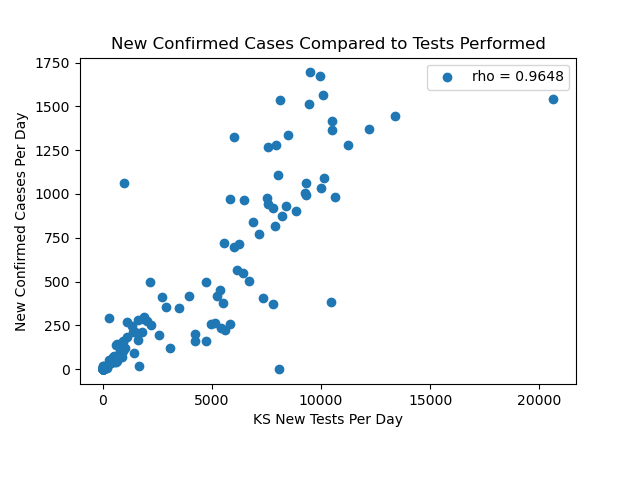 New Confirmed Cases Compared to Tests Performed
rho = 0.9648
New Confirmed Caeses Per Day
1750
1500
1250
1000
750
500
250
0
0 5000 10000 15000 20000
KS New Tests Per Day